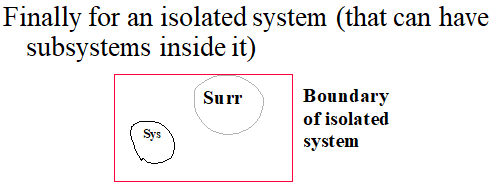 Finally for an isolated system (that can have
subsystems inside it)
Surr
Sys
Boundary
of isolated
system